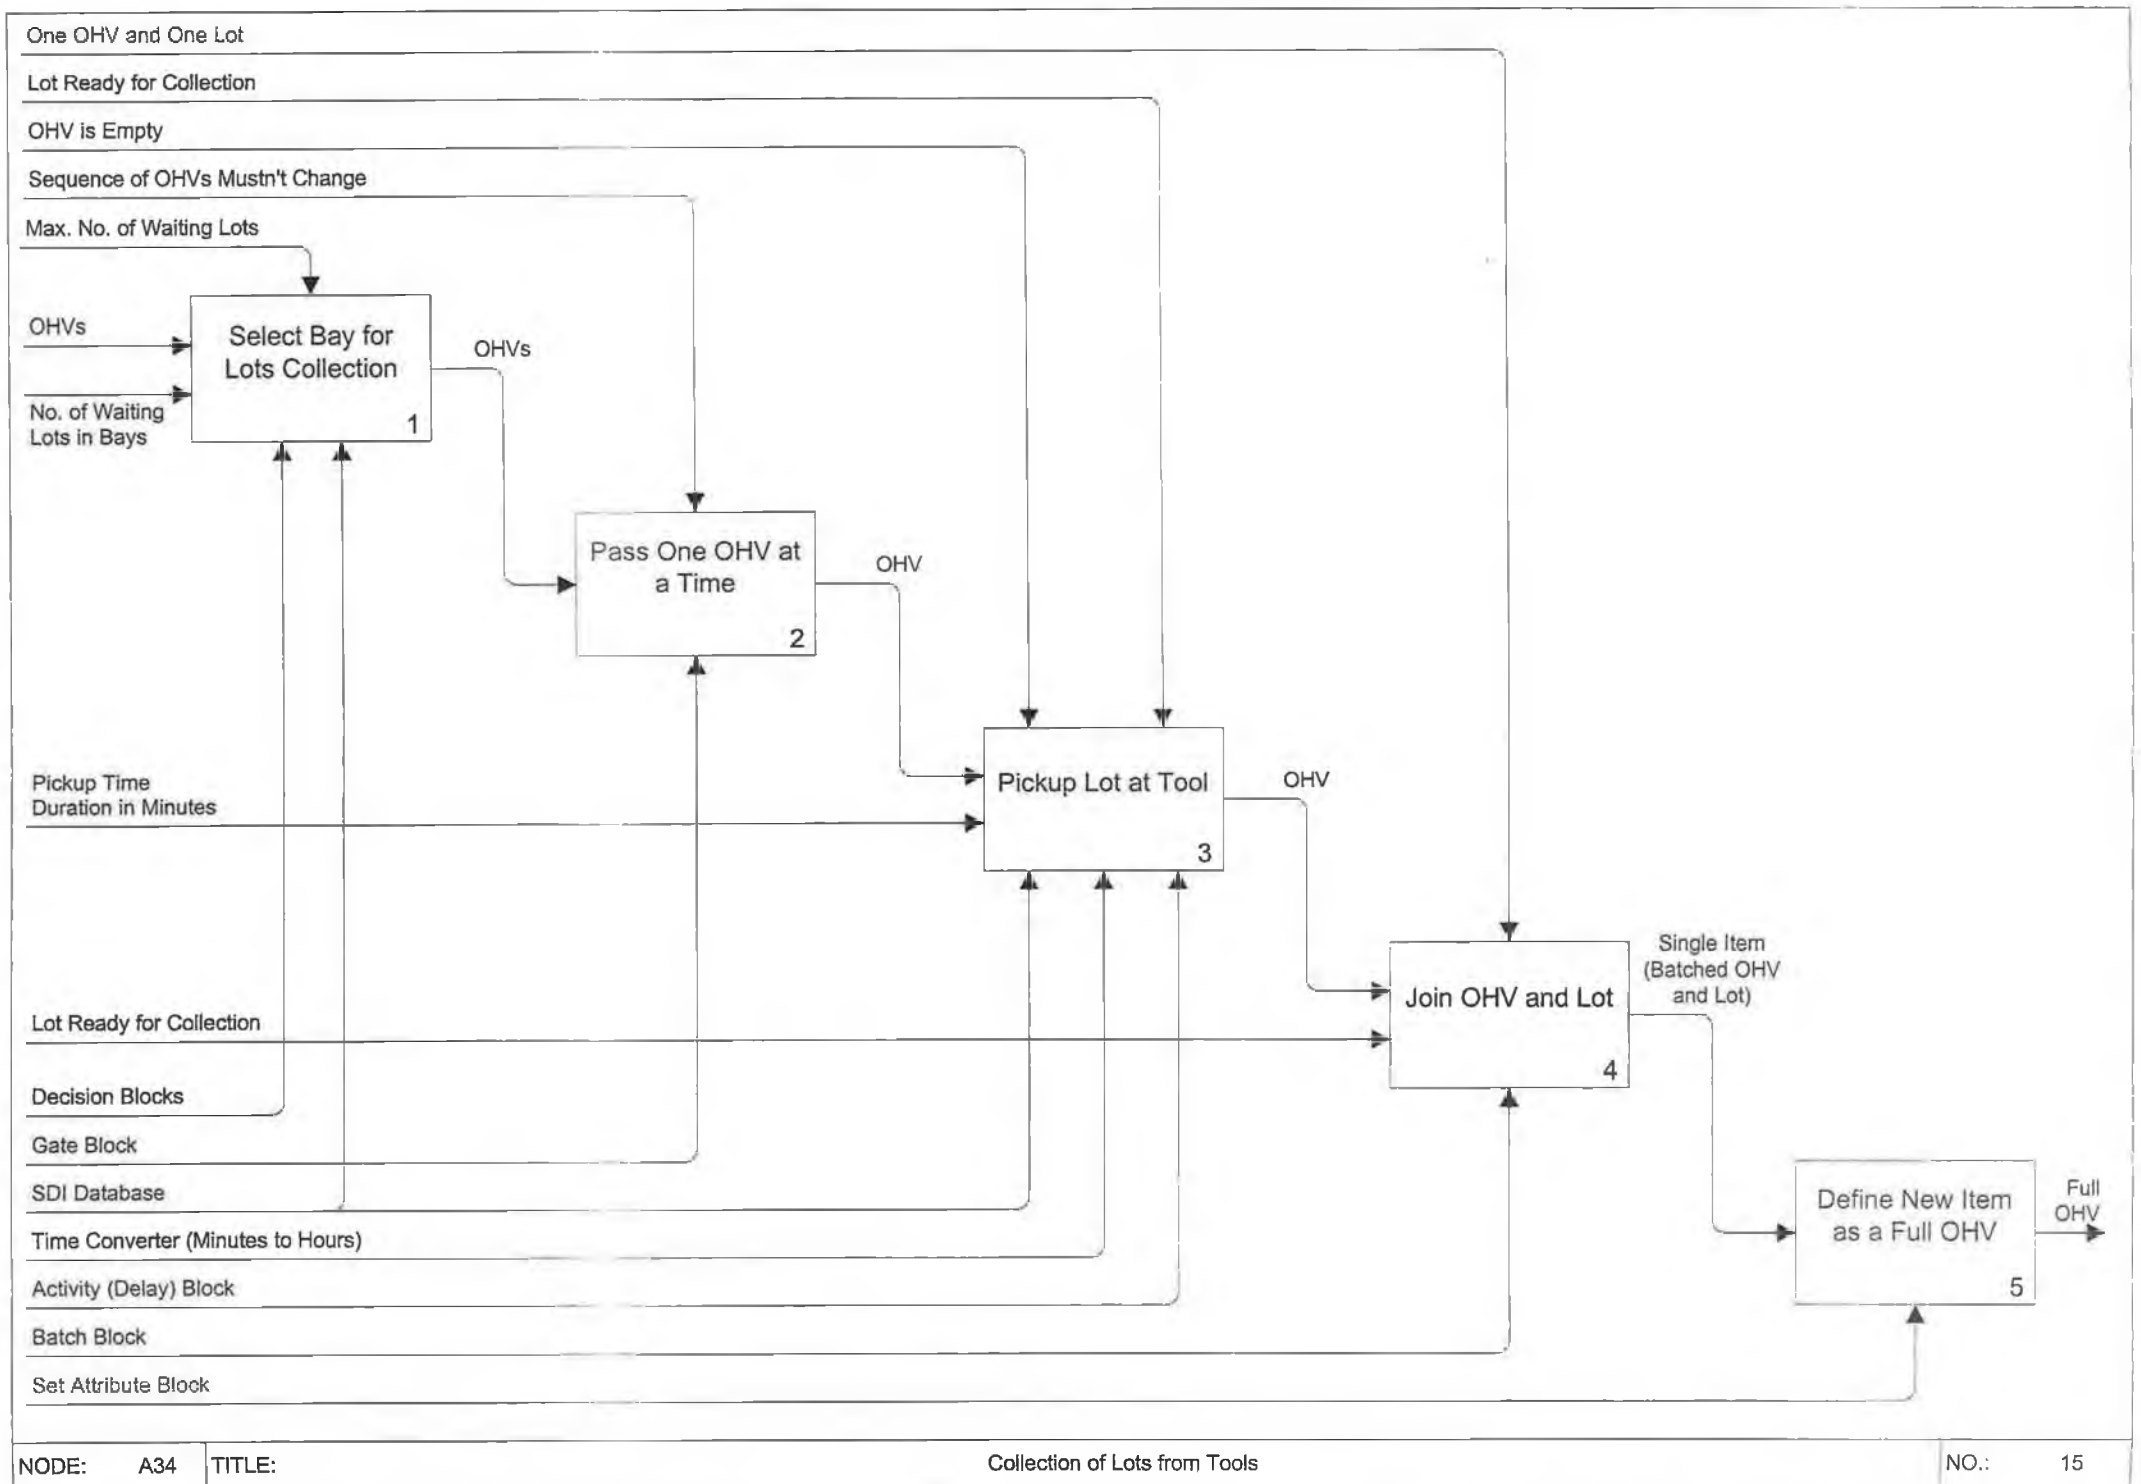 One OHV and One Lot
Lot Ready for Collection
OHV is Empty
Sequence of OHVs Mustn't Change
Max. No. of Waiting Lots
OHVs
No. of Waiting
Lots in Bays
Select Bay for
Lots Collection
1
OHVs
Pass One OHV at
a Time
2
OHV
Pickup Time
Duration in Minutes
Pickup Lot at Tool
3
OHV
Lot Ready for Collection
Join OHV and Lot
4
Single Item
(Batched OHV
and Lot)
Decision Blocks
Gate Block
SDI Database
Time Converter (Minutes to Hours)
Activity (Delay) Block
Batch Block
Set Attribute Block
Define New Item
as a Full OHV
5
Full
OHV
NODE: A34 TITLE: Collection of Lots from Tools NO.: 15